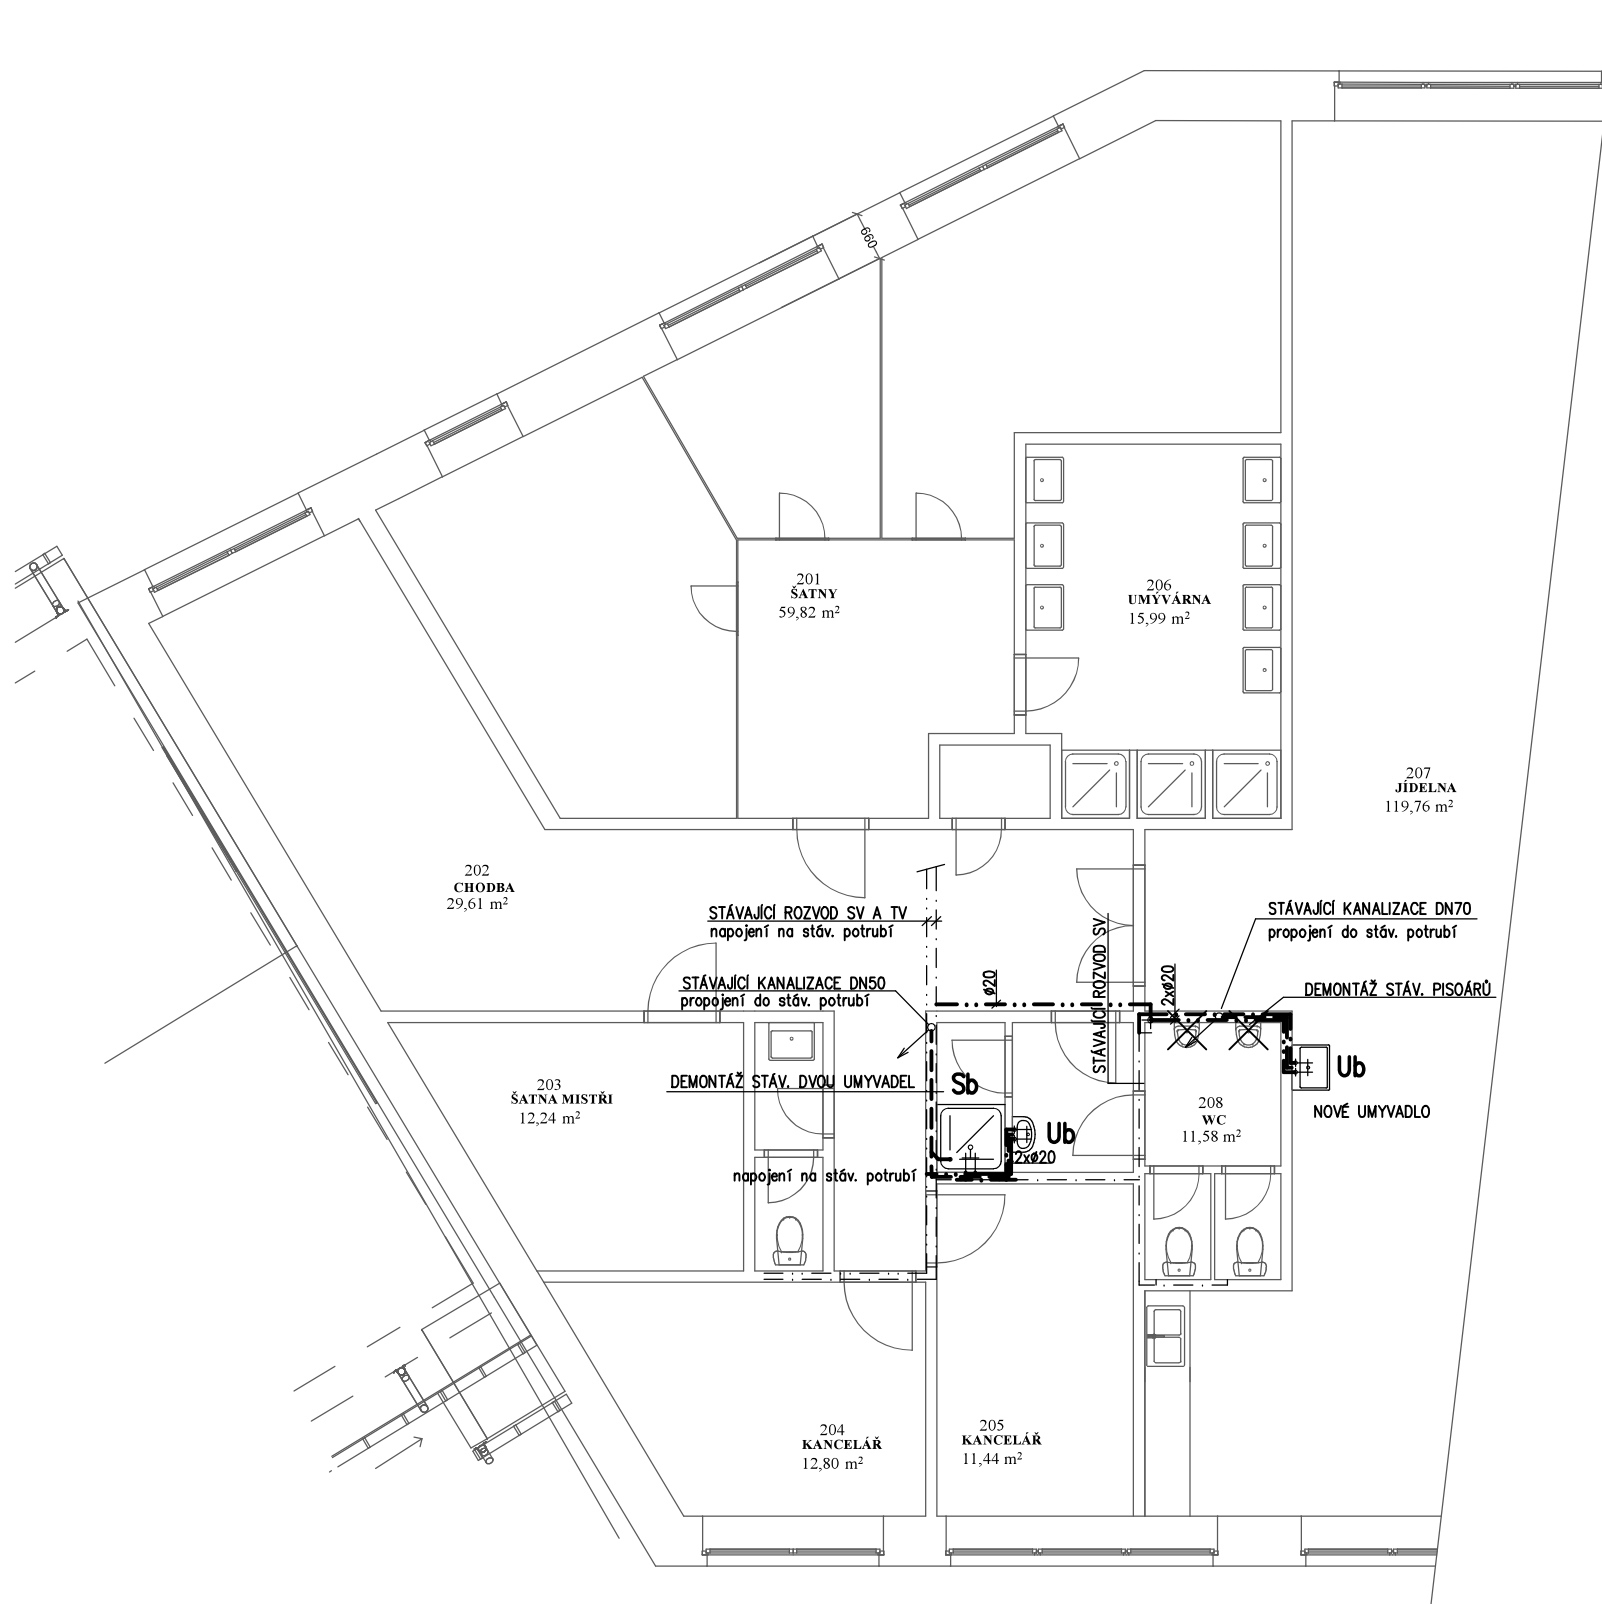 660
201
ŠATNY
59,82 m²
206
UMÝVÁRNA
15,99 m²
207
JÍDELNA
119,76 m²
202
CHODBA
29,61 m²
STÁVAJÍCÍ ROZVOD SV A TV
napojení na stáv. potrubí
STÁVAJÍCÍ KANALIZACE DN70
propojení do stáv. potrubí
STÁVAJÍCÍ KANALIZACE DN50
propojení do stáv. potrubí
ø20
STÁVAJÍCÍ ROZVOD SV
2xø20
DEMONTÁŽ STÁV. PISOÁRŮ
203
ŠATNA MISTŘI
12,24 m²
DEMONTÁŽ STÁV. DVOU UMYVADEL
Sb
Ub
NOVÉ UMYVADLO
208
WC
11,58 m²
Ub
2xø20
napojení na stáv. potrubí
204
KANCELÁŘ
12,80 m²
205
KANCELÁŘ
11,44 m²